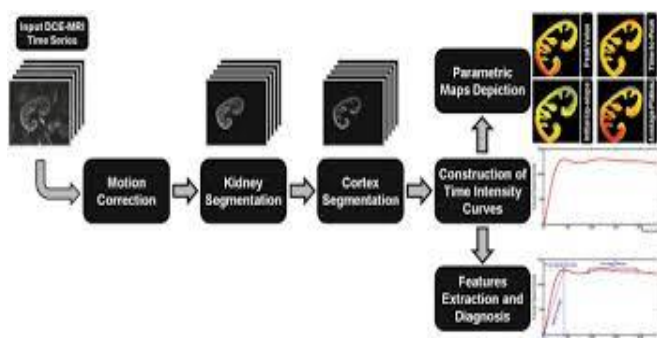 Input DCE-MRI
Time Series
Motion
Correction
Kidney
Segmentation
Cortex
Segmentation
Construction of
Time Intensity
Curves
Parametric
Maps Depiction
Peak-Value
Time-to-Peak
Features
Extraction and
Diagnosis